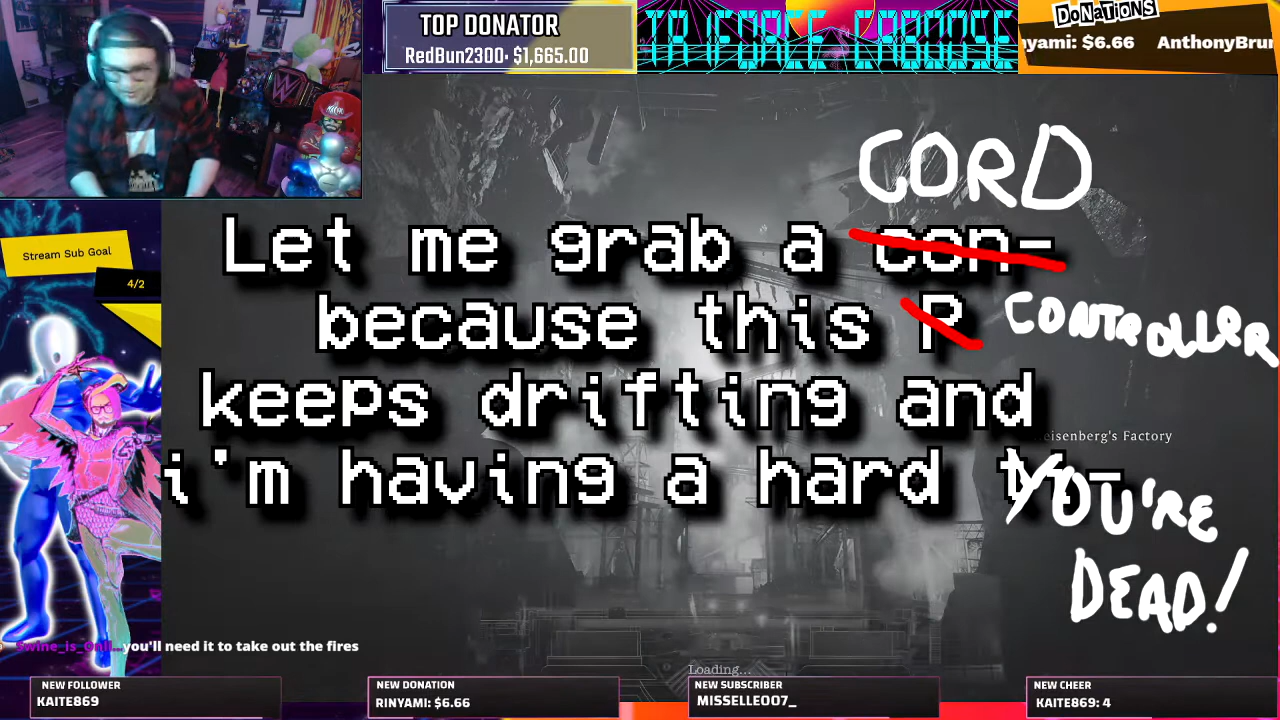 TOP DONATOR
RedBun2300: $1,665.00
TRIFORCE CABOOSE
DONATIONS
nyami: $6.66 AnthonyBrun
CORD
Let me grab a con-
because this R
CONTROLLER
keeps drifting and
i'm having a hard ti-
YOU'RE
DEAD!
Stream Sub Goal
4/2
eisenberg's Factory
you'll need it to take out the fires
Loading...
NEW FOLLOWER
KAITE869
NEW DONATION
RINYAMI: $6.66
NEW SUBSCRIBER
MISSELLE007_
NEW CHEER
KAITE869: 4